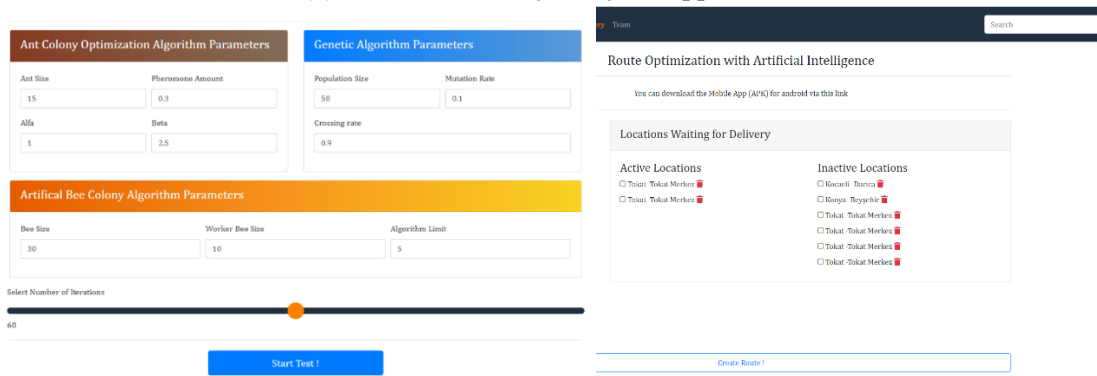 Ant Colony Optimization Algorithm Parameters
Ant Size
Pheromone Amount
15
0.3
Alfa
Beta
1
2.5
Genetic Algorithm Parameters
Population Size
Mutation Rate
50
0.1
Crossing rate
0.9
Artifical Bee Colony Algorithm Parameters
Bee Size
Worker Bee Size
Algorithm Limit
30
10
5
Select Number of Iterations
60
Start Test !
Team
Search
Route Optimization with Artificial Intelligence
You can download the Mobile App (APK) for android via this link
Locations Waiting for Delivery
Active Locations
Tokat -Tokat Merkez
Tokat -Tokat Merkez
Inactive Locations
Kocaeli -Darıca
Konya -Beyşehir
Tokat -Tokat Merkez
Tokat -Tokat Merkez
Tokat -Tokat Merkez
Tokat -Tokat Merkez
Create Route !